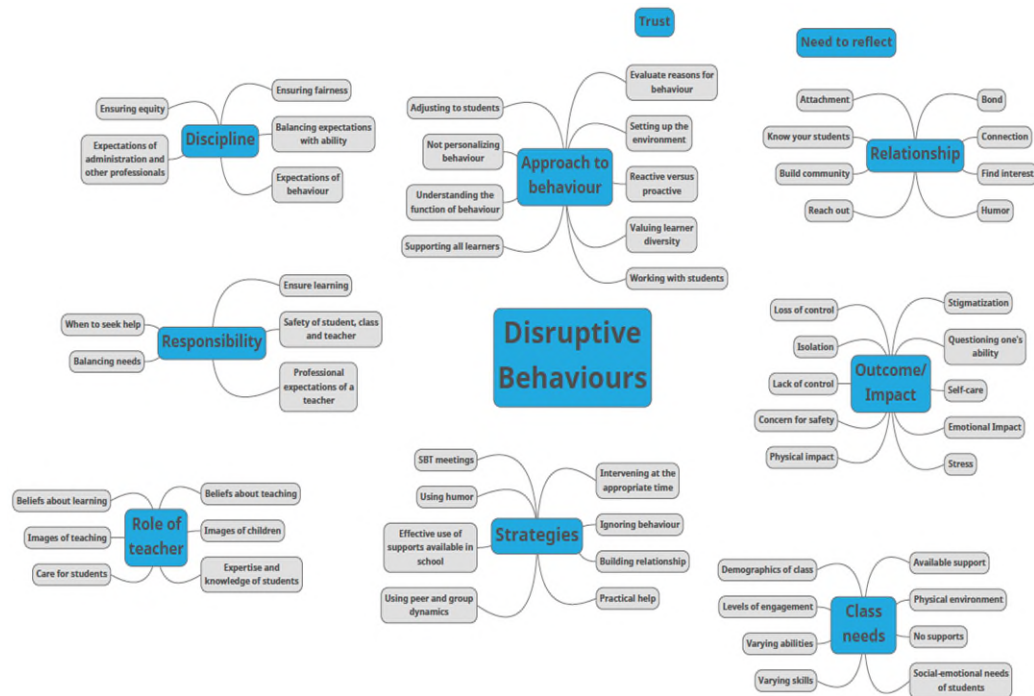 Trust
Need to reflect
Discipline
Ensuring equity
Expectations of
administration and
other professionals
Ensuring fairness
Balancing expectations
with ability
Expectations of
behaviour
Approach to
behaviour
Adjusting to students
Not personalizing
behaviour
Understanding the
function of behaviour
Supporting all learners
Evaluate reasons for
behaviour
Setting up the
environment
Reactive versus
proactive
Valuing learner
diversity
Working with students
Relationship
Attachment
Know your students
Build community
Reach out
Bond
Connection
Find interest
Humor
Responsibility
When to seek help
Balancing needs
Ensure learning
Safety of student, class
and teacher
Professional
expectations of a
teacher
Disruptive
Behaviours
Outcome/
Impact
Loss of control
Isolation
Lack of control
Concern for safety
Physical impact
Stigmatization
Questioning one's
ability
Self-care
Emotional Impact
Stress
Role of
teacher
Beliefs about learning
Images of teaching
Care for students
Beliefs about teaching
Images of children
Expertise and
knowledge of students
Strategies
SBT meetings
Using humor
Effective use of
supports available in
school
Using peer and group
dynamics
Intervening at the
appropriate time
Ignoring behaviour
Building relationship
Practical help
Class
needs
Demographics of class
Levels of engagement
Varying abilities
Varying skills
Available support
Physical environment
No supports
Social-emotional needs
of students